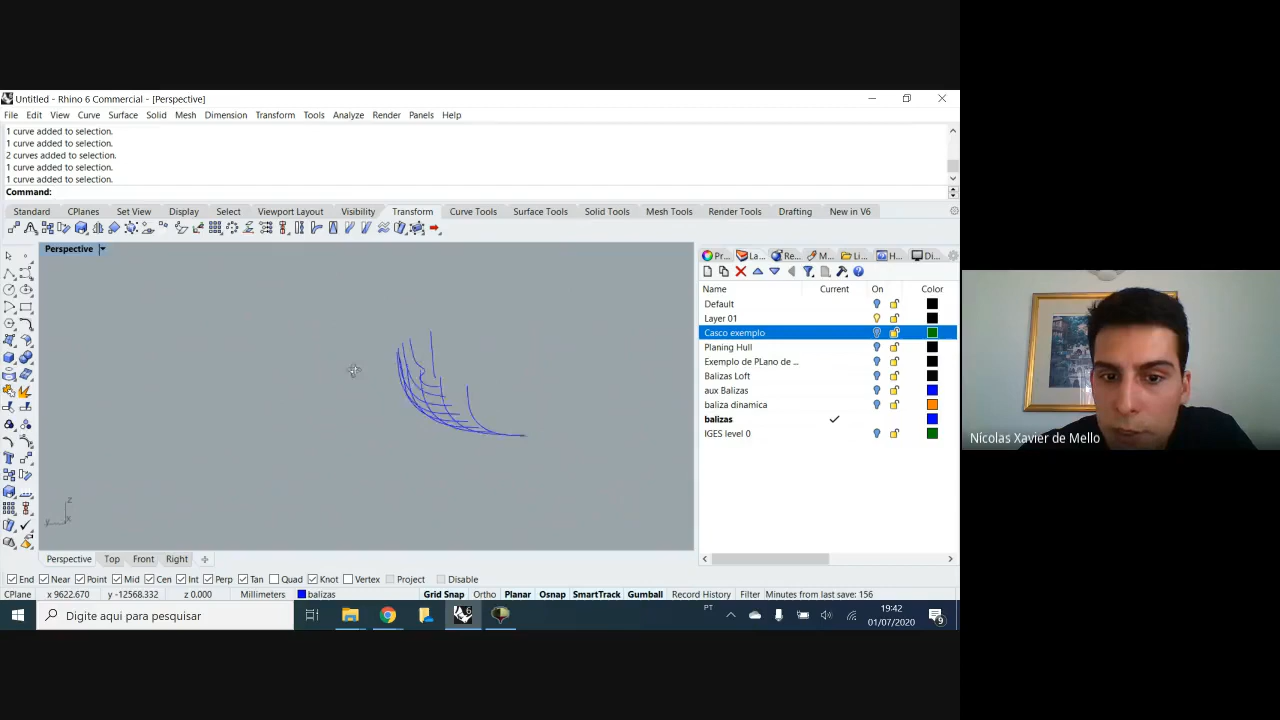 Untitled - Rhino 6 Commercial - [Perspective]
File Edit View Curve Surface Solid Mesh Dimension Transform Tools Analyze Render Panels Help
1 curve added to selection.
1 curve added to selection.
2 curves added to selection.
1 curve added to selection.
1 curve added to selection.
Command:
Standard CPlanes Set View Display Select Viewport Layout Visibility Transform Curve Tools Surface Tools Solid Tools Mesh Tools Render Tools Drafting New in V6
Perspective
Pr... La... Re... M... Li... H... Di...
Name Current On Color
Default
Layer 01
Casco exemplo
Planing Hull
Exemplo de PLano de ...
Balizas Loft
aux Balizas
baliza dinamica
balizas
IGES level 0
z
y x
Perspective Top Front Right
End Near Point Mid Cen Int Perp Tan Quad Knot Vertex Project Disable
CPlane x 9622.670 y -12568.332 z 0.000 Millimeters balizas Grid Snap Ortho Planar Osnap SmartTrack Gumball Record History Filter Minutes from last save: 156
Digite aqui para pesquisar
PT
19:42
01/07/2020
9
Nícolas Xavier de Mello